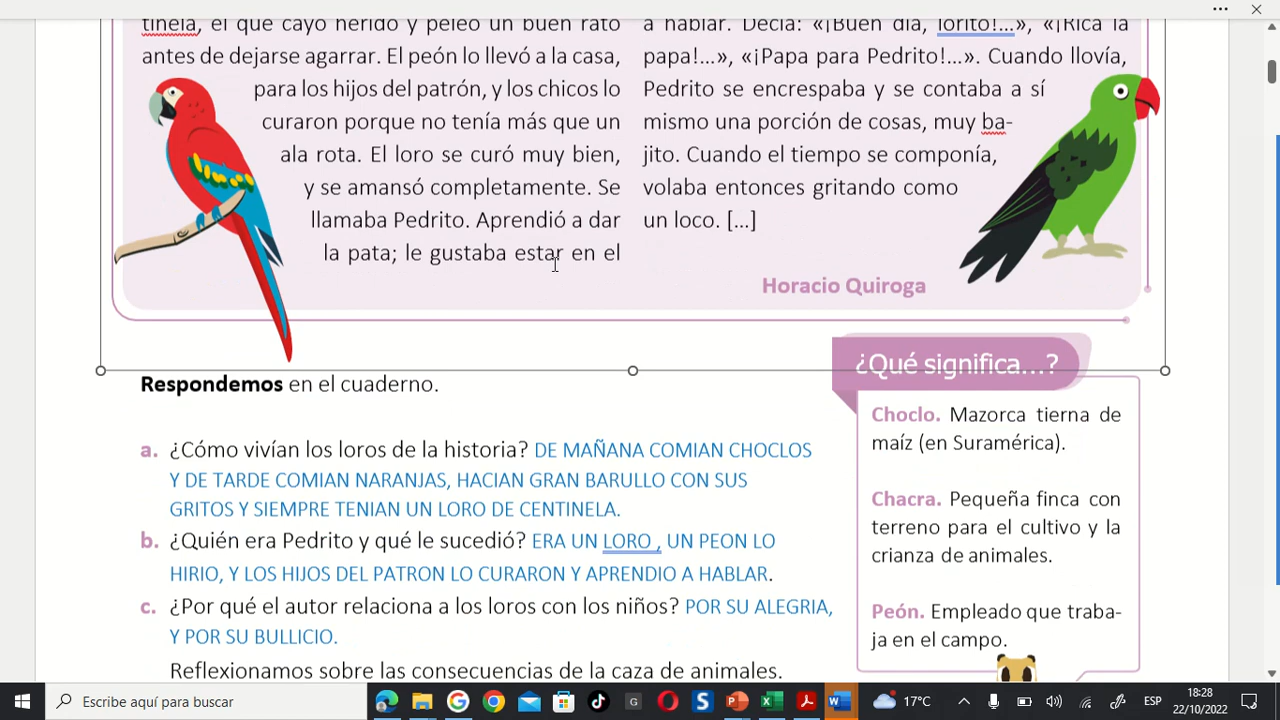 tinela, el que cayó herido y peleó un buen rato
antes de dejarse agarrar. El peón lo llevó a la casa,
para los hijos del patrón, y los chicos lo
curaron porque no tenía más que un
ala rota. El loro se curó muy bien,
y se amansó completamente. Se
llamaba Pedrito. Aprendió a dar
la pata; le gustaba estar en el
a hablar. Decía: «¡Buen día, lorito!...», «¡Rica la
papa!...», «¡Papa para Pedrito!...». Cuando llovía,
Pedrito se encrespaba y se contaba a sí
mismo una porción de cosas, muy ba-
jito. Cuando el tiempo se componía,
volaba entonces gritando como
un loco. [...]
Horacio Quiroga
Respondemos en el cuaderno.
a. ¿Cómo vivían los loros de la historia? DE MAÑANA COMIAN CHOCLOS
Y DE TARDE COMIAN NARANJAS, HACIAN GRAN BARULLO CON SUS
GRITOS Y SIEMPRE TENIAN UN LORO DE CENTINELA.
b. ¿Quién era Pedrito y qué le sucedió? ERA UN LORO , UN PEON LO
HIRIO, Y LOS HIJOS DEL PATRON LO CURARON Y APRENDIO A HABLAR.
c. ¿Por qué el autor relaciona a los loros con los niños? POR SU ALEGRIA,
Y POR SU BULLICIO.
Reflexionamos sobre las consecuencias de la caza de animales.
¿Qué significa...?
Choclo. Mazorca tierna de
maíz (en Suramérica).
Chacra. Pequeña finca con
terreno para el cultivo y la
crianza de animales.
Peón. Empleado que traba-
ja en el campo.
Escribe aquí para buscar
17°C
ESP
18:28
22/10/2022